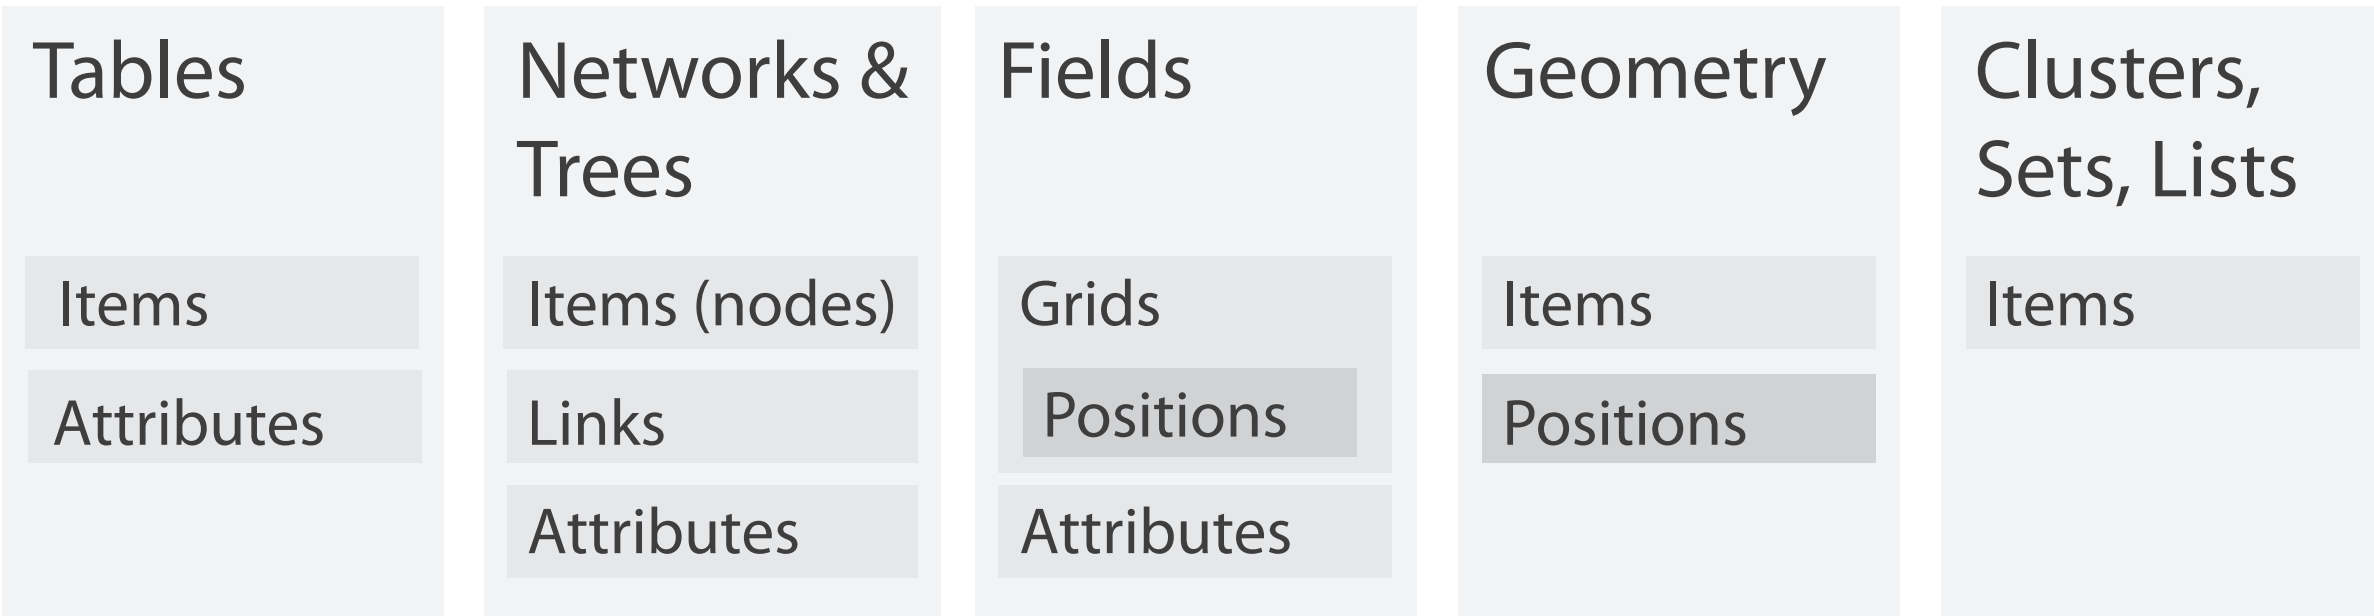 Tables
Items
Attributes
Networks &
Trees
Items (nodes)
Links
Attributes
Fields
Grids
Positions
Attributes
Geometry
Items
Positions
Clusters,
Sets, Lists
Items